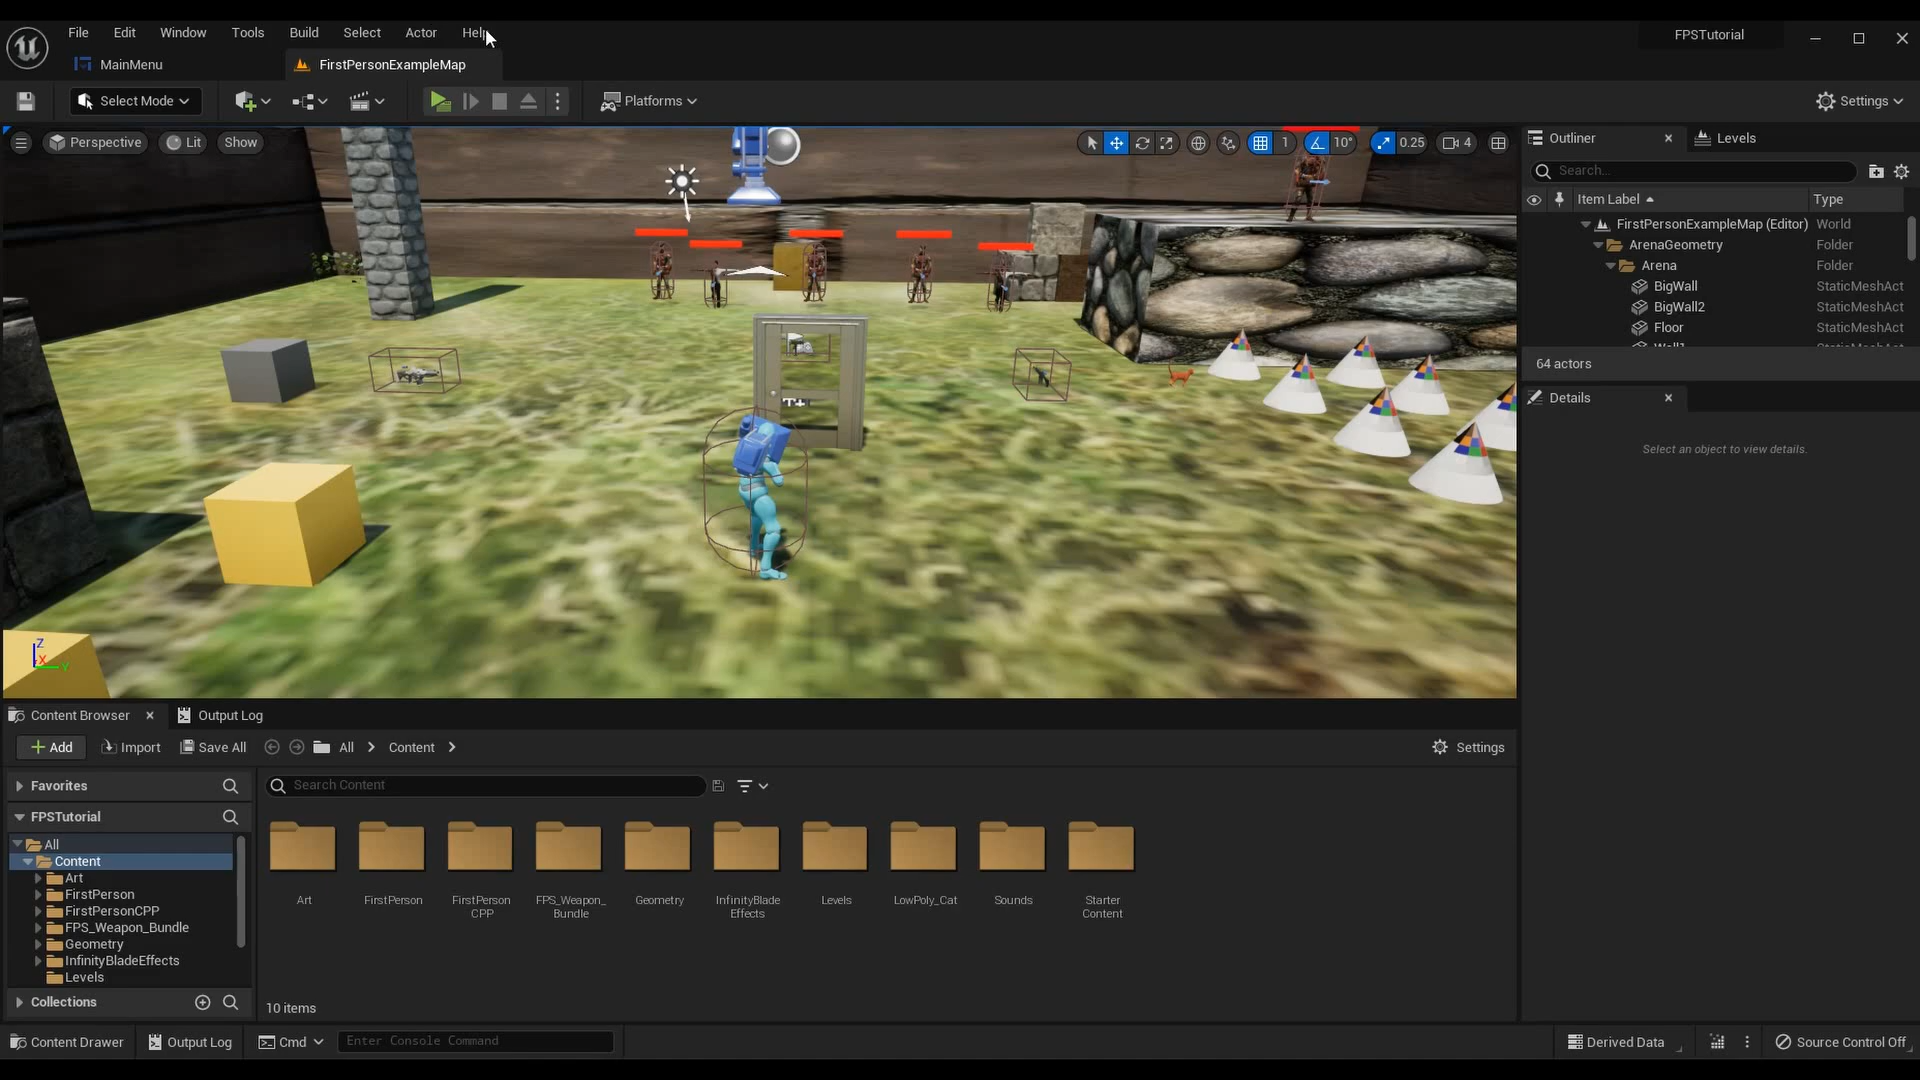 File Edit Window Tools Build Select Actor Help
FPSTutorial
MainMenu
FirstPersonExampleMap
Select Mode
Platforms
Settings
Perspective
Lit
Show
1
10°
0.25
4
Outliner
Levels
Search...
Item Label
Type
FirstPersonExampleMap (Editor) World
ArenaGeometry Folder
Arena Folder
BigWall StaticMeshAct
BigWall2 StaticMeshAct
Floor StaticMeshAct
64 actors
Details
Select an object to view details.
Z
X
Y
Content Browser
Output Log
Add
Import
Save All
All
Content
Settings
Favorites
Search Content
FPSTutorial
All
Content
Art
FirstPerson
FirstPersonCPP
FPS_Weapon_Bundle
Geometry
InfinityBladeEffects
Levels
Art
FirstPerson
FirstPerson
CPP
FPS_Weapon_
Bundle
Geometry
InfinityBlade
Effects
Levels
LowPoly_Cat
Sounds
Starter
Content
Collections
10 items
Content Drawer
Output Log
Cmd
Enter Console Command
Derived Data
Source Control Off